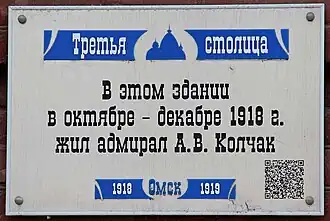 Третья столица
В этом здании
в октябре – декабре 1918 г.
жил адмирал А.В. Колчак
1918 Омск 1919